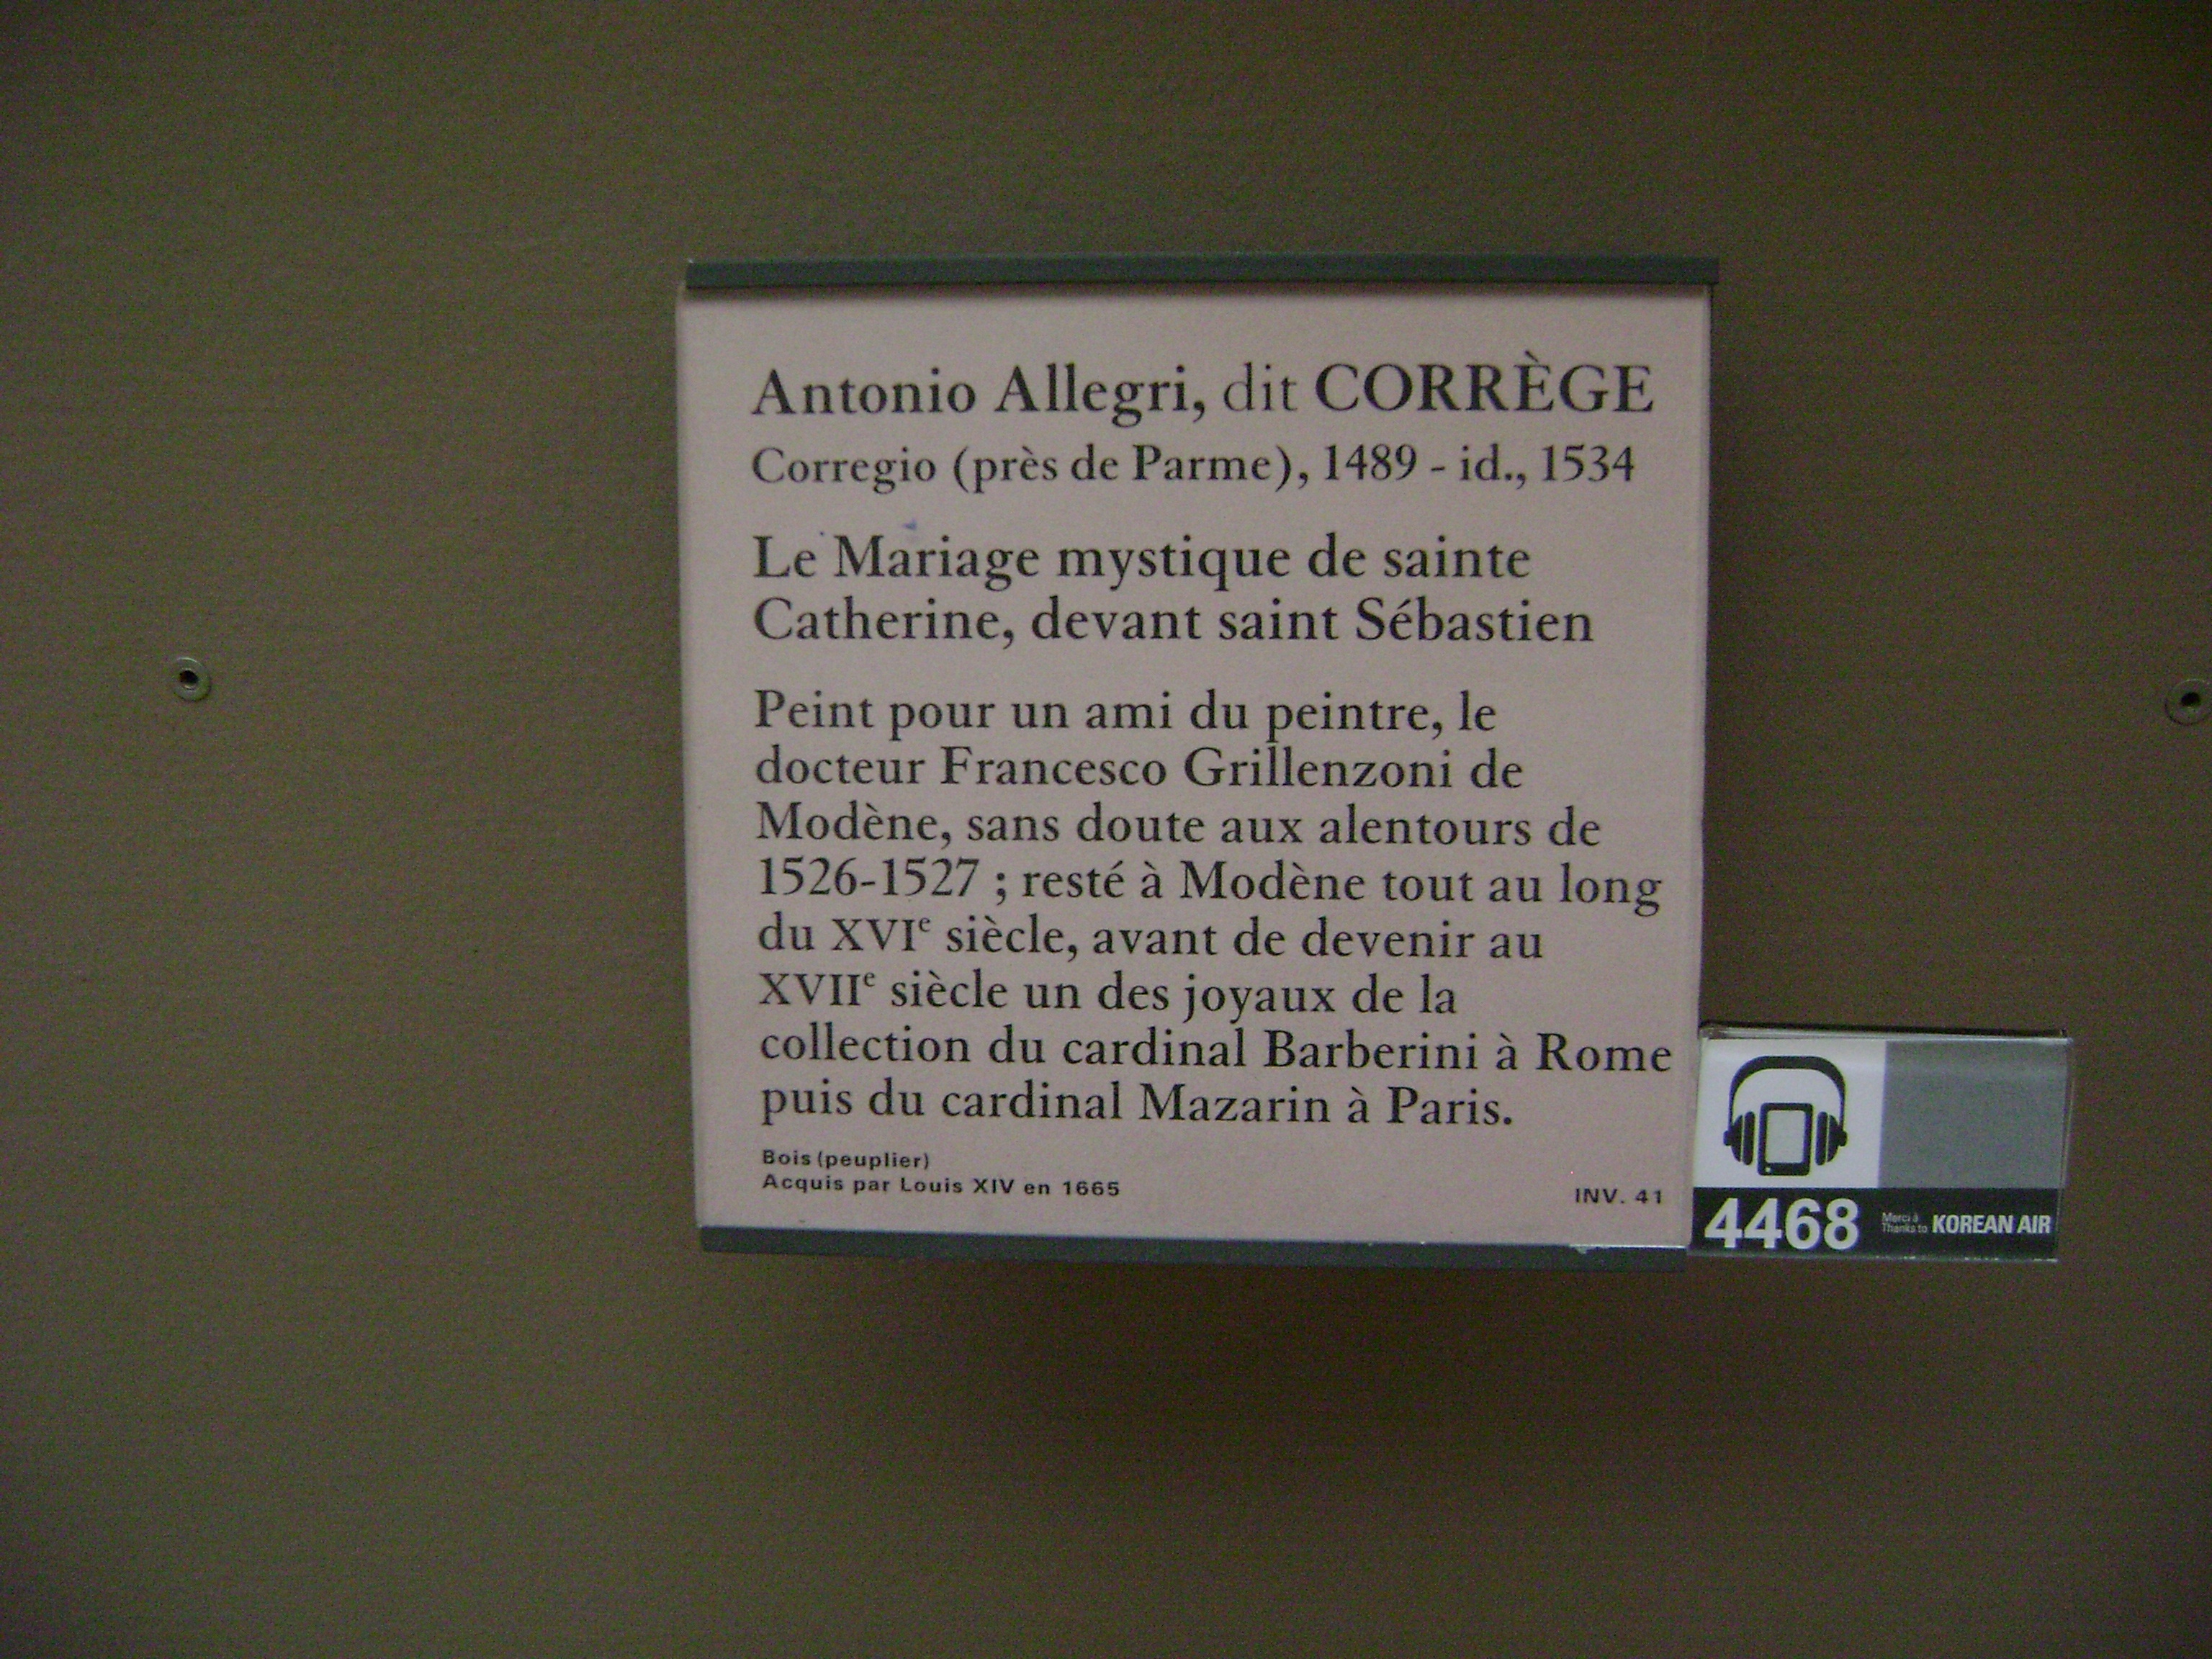 Antonio Allegri, dit CORRÈGE
Corregio (près de Parme), 1489 - id., 1534
Le Mariage mystique de sainte
Catherine, devant saint Sébastien
Peint pour un ami du peintre, le
docteur Francesco Grillenzoni de
Modène, sans doute aux alentours de
1526-1527 ; resté à Modène tout au long
du XVIe siècle, avant de devenir au
XVIIe siècle un des joyaux de la
collection du cardinal Barberini à Rome
puis du cardinal Mazarin à Paris.
Bois (peuplier)
Acquis par Louis XIV en 1665
INV. 41
4468
Merci à
Thanks to
KOREAN AIR